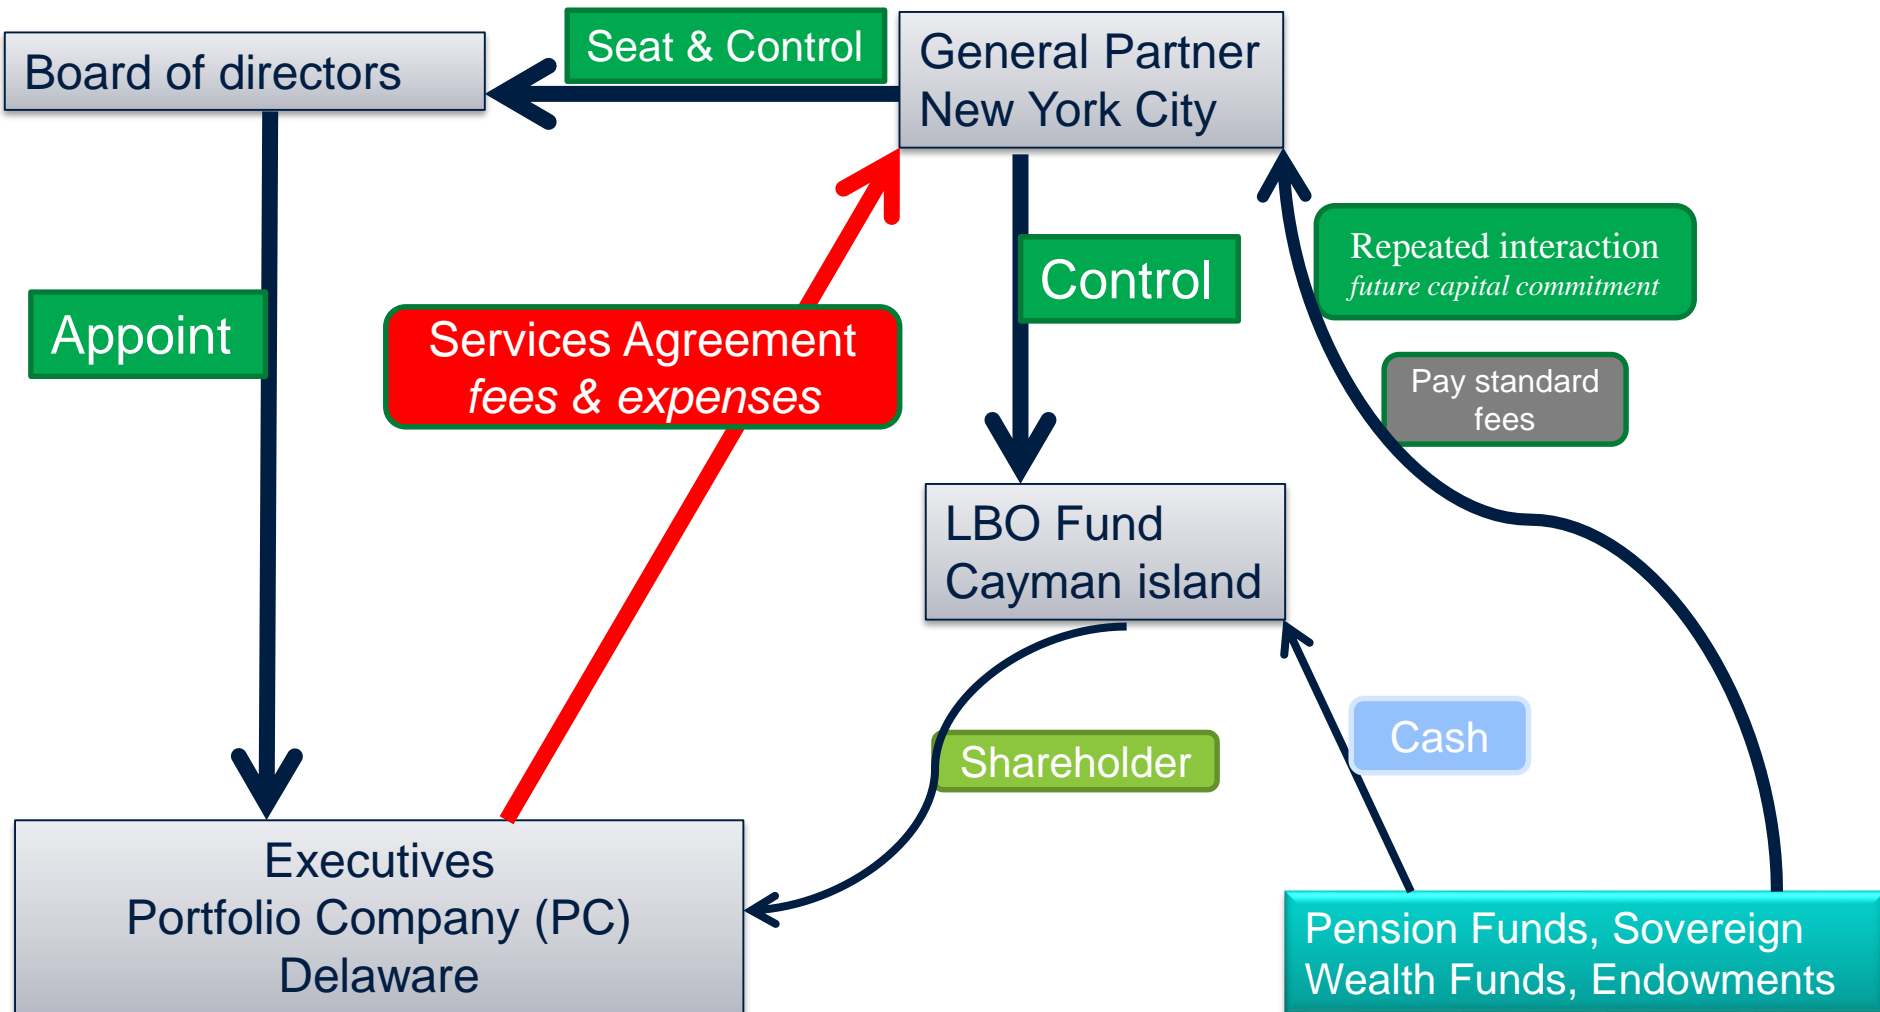 Board of directors
Seat & Control
General Partner
New York City
Appoint
Services Agreement
fees & expenses
Control
Repeated interaction
future capital commitment
Pay standard
fees
LBO Fund
Cayman island
Shareholder
Cash
Executives
Portfolio Company (PC)
Delaware
Pension Funds, Sovereign
Wealth Funds, Endowments